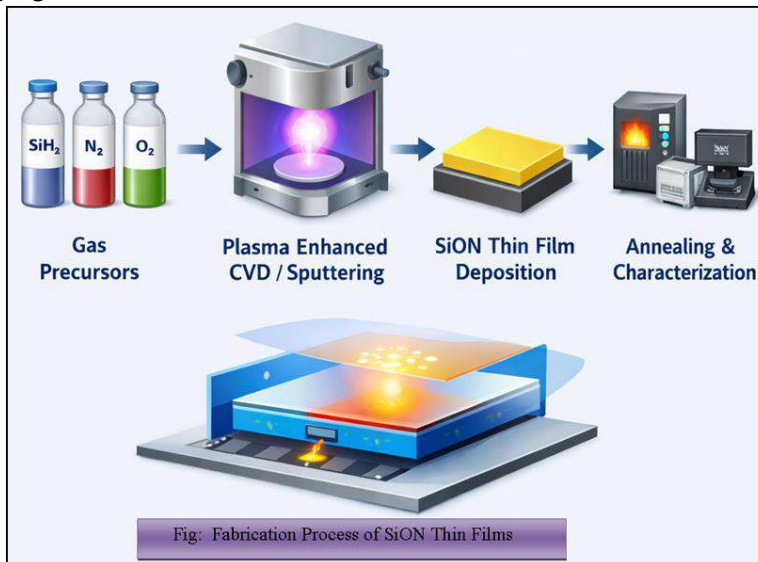 SiH₂
N₂
O₂
Gas
Precursors
Plasma Enhanced
CVD / Sputtering
SiON Thin Film
Deposition
Annealing &
Characterization
Fig: Fabrication Process of SiON Thin Films